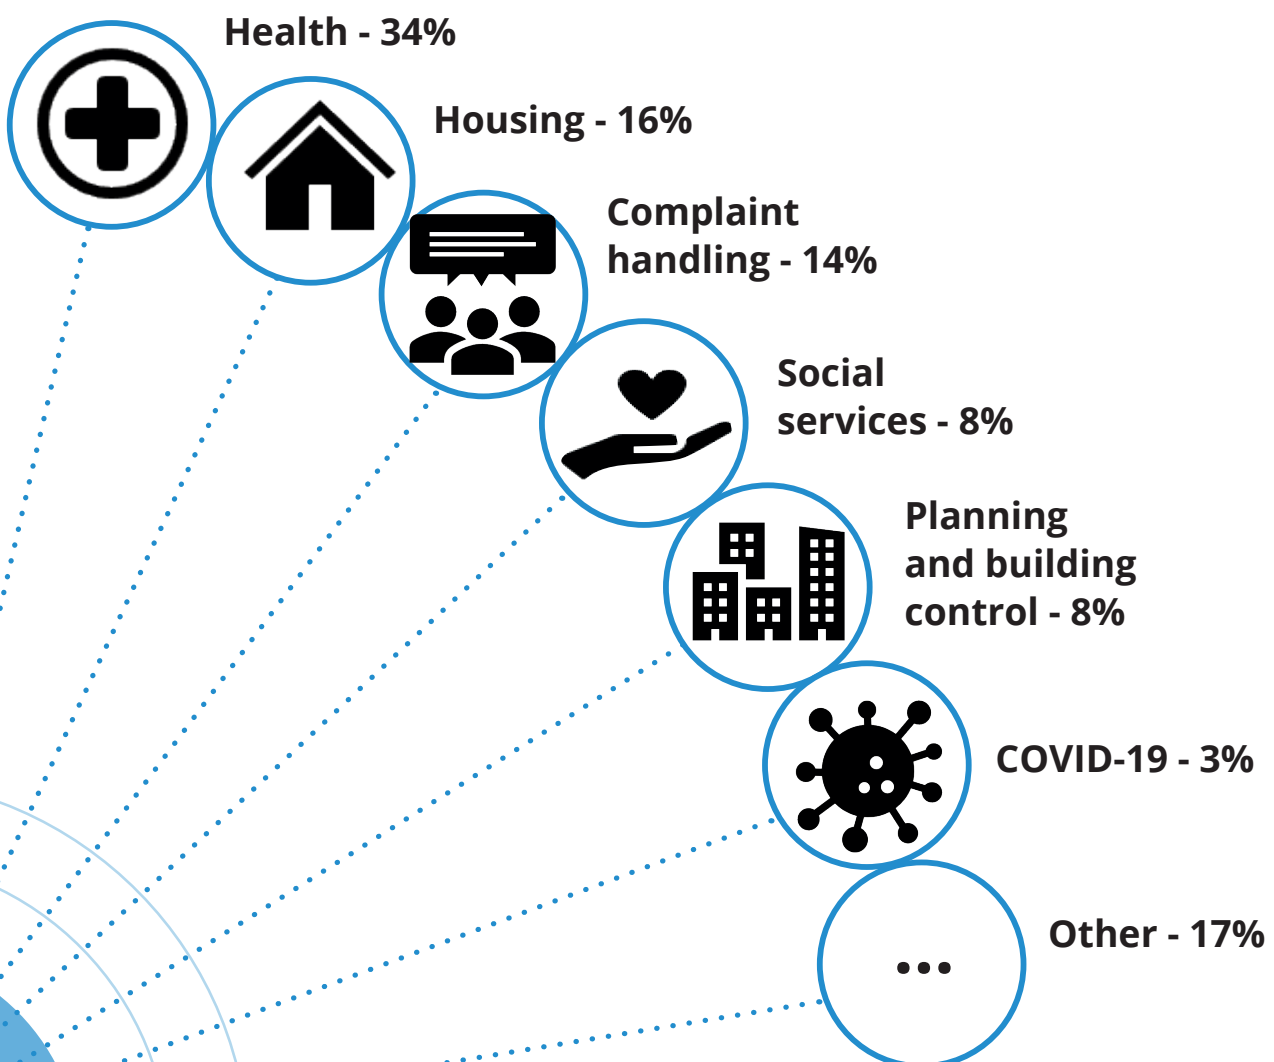 Health - 34%
Housing - 16%
Complaint
handling - 14%
Social
services - 8%
Planning
and building
control - 8%
COVID-19 - 3%
Other - 17%